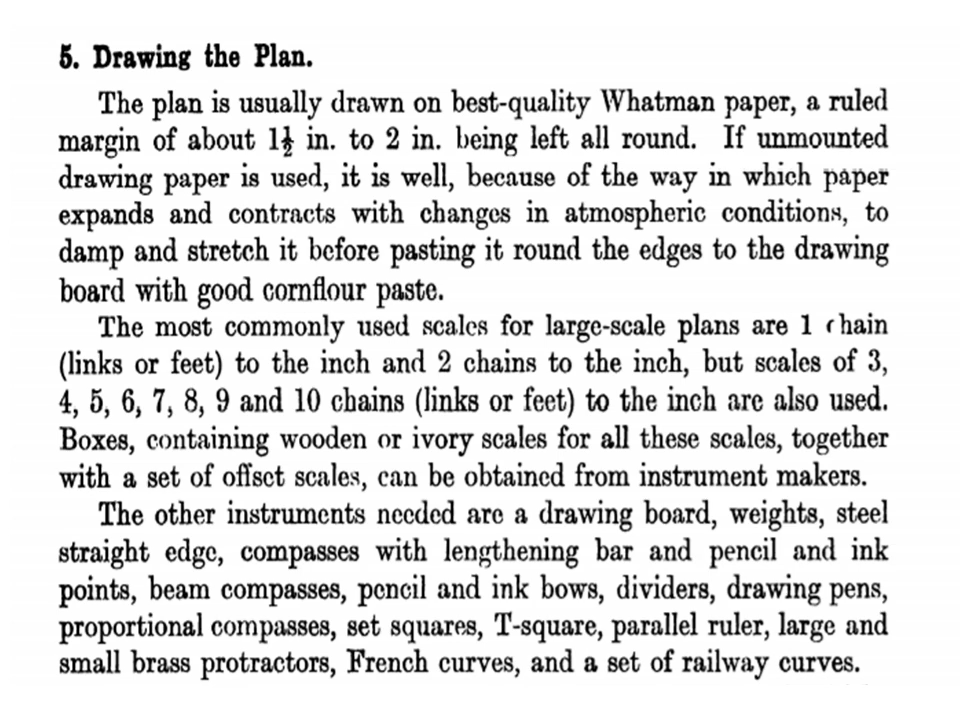 5. Drawing the Plan.
The plan is usually drawn on best-quality Whatman paper, a ruled
margin of about 1½ in. to 2 in. being left all round. If unmounted
drawing paper is used, it is well, because of the way in which paper
expands and contracts with changes in atmospheric conditions, to
damp and stretch it before pasting it round the edges to the drawing
board with good cornflour paste.
The most commonly used scales for large-scale plans are 1 chain
(links or feet) to the inch and 2 chains to the inch, but scales of 3,
4, 5, 6, 7, 8, 9 and 10 chains (links or feet) to the inch are also used.
Boxes, containing wooden or ivory scales for all these scales, together
with a set of offset scales, can be obtained from instrument makers.
The other instruments needed are a drawing board, weights, steel
straight edge, compasses with lengthening bar and pencil and ink
points, beam compasses, pencil and ink bows, dividers, drawing pens,
proportional compasses, set squares, T-square, parallel ruler, large and
small brass protractors, French curves, and a set of railway curves.